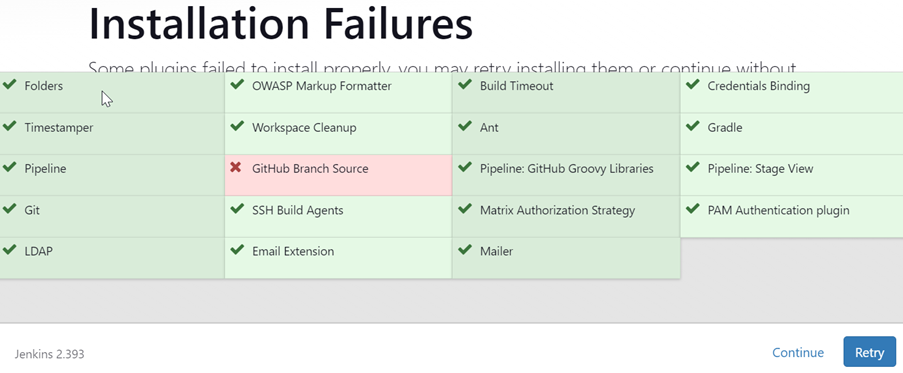 Installation Failures
Some plugins failed to install properly, you may retry installing them or continue without
Folders
OWASP Markup Formatter
Build Timeout
Credentials Binding
Timestamper
Workspace Cleanup
Ant
Gradle
Pipeline
GitHub Branch Source
Pipeline: GitHub Groovy Libraries
Pipeline: Stage View
Git
SSH Build Agents
Matrix Authorization Strategy
PAM Authentication plugin
LDAP
Email Extension
Mailer
Jenkins 2.393
Continue
Retry